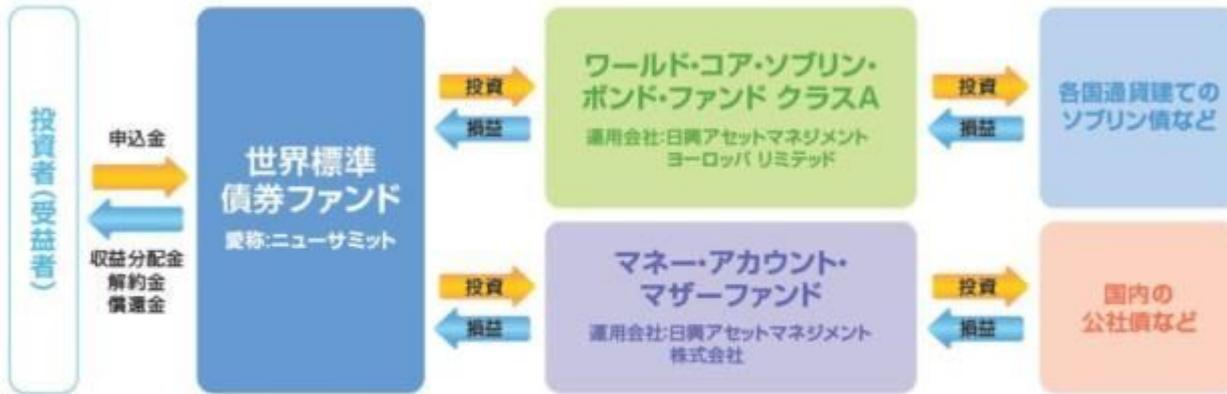 投資者(受益者)
申込金
収益分配金
解約金
償還金
世界標準
債券ファンド
愛称:ニューサミット
投資
損益
ワールド・コア・ソブリン・
ボンド・ファンド クラスA
運用会社:日興アセットマネジメント
ヨーロッパ リミテッド
投資
損益
各国通貨建ての
ソブリン債など
投資
損益
マネー・アカウント・
マザーファンド
運用会社:日興アセットマネジメント
株式会社
投資
損益
国内の
公社債など